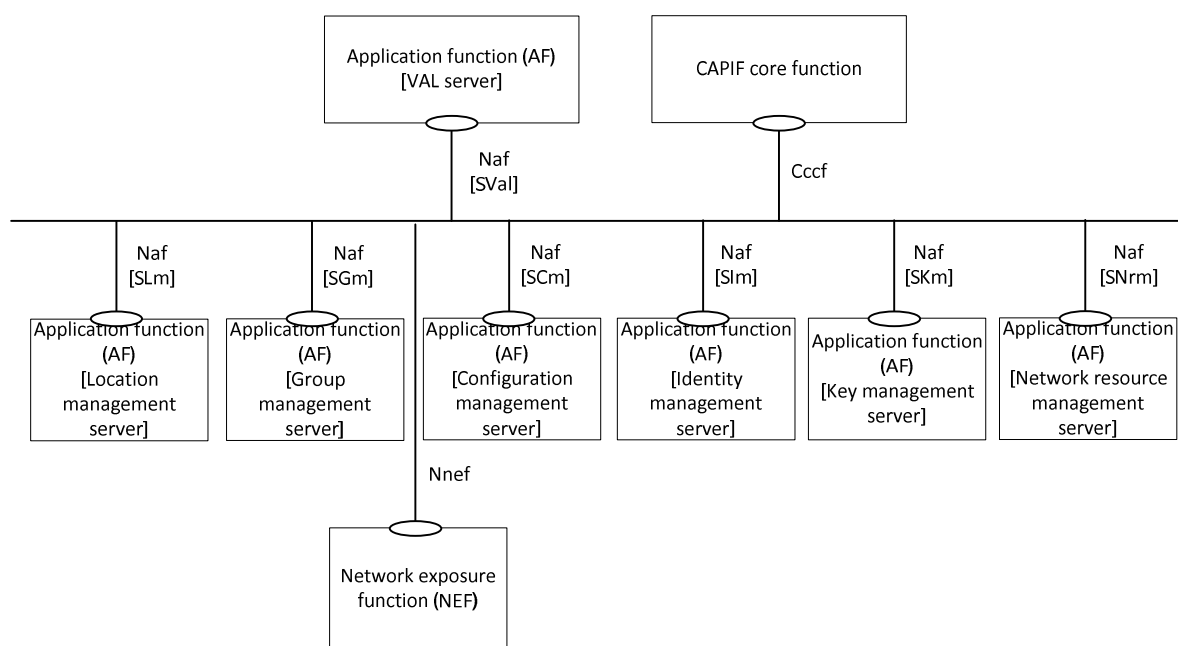 Application function (AF)
[VAL server]
CAPIF core function
Naf
[SVal]
Cccf
Naf
[SLm]
Naf
[SGm]
Naf
[SCm]
Naf
[SIm]
Naf
[SKm]
Naf
[SNrm]
Application function
(AF)
[Location
management
server]
Application function
(AF)
[Group
management
server]
Application function
(AF)
[Configuration
management
server]
Application function
(AF)
[Identity
management
server]
Application function
(AF)
[Key management
server]
Application function
(AF)
[Network resource
management
server]
Nnef
Network exposure
function (NEF)